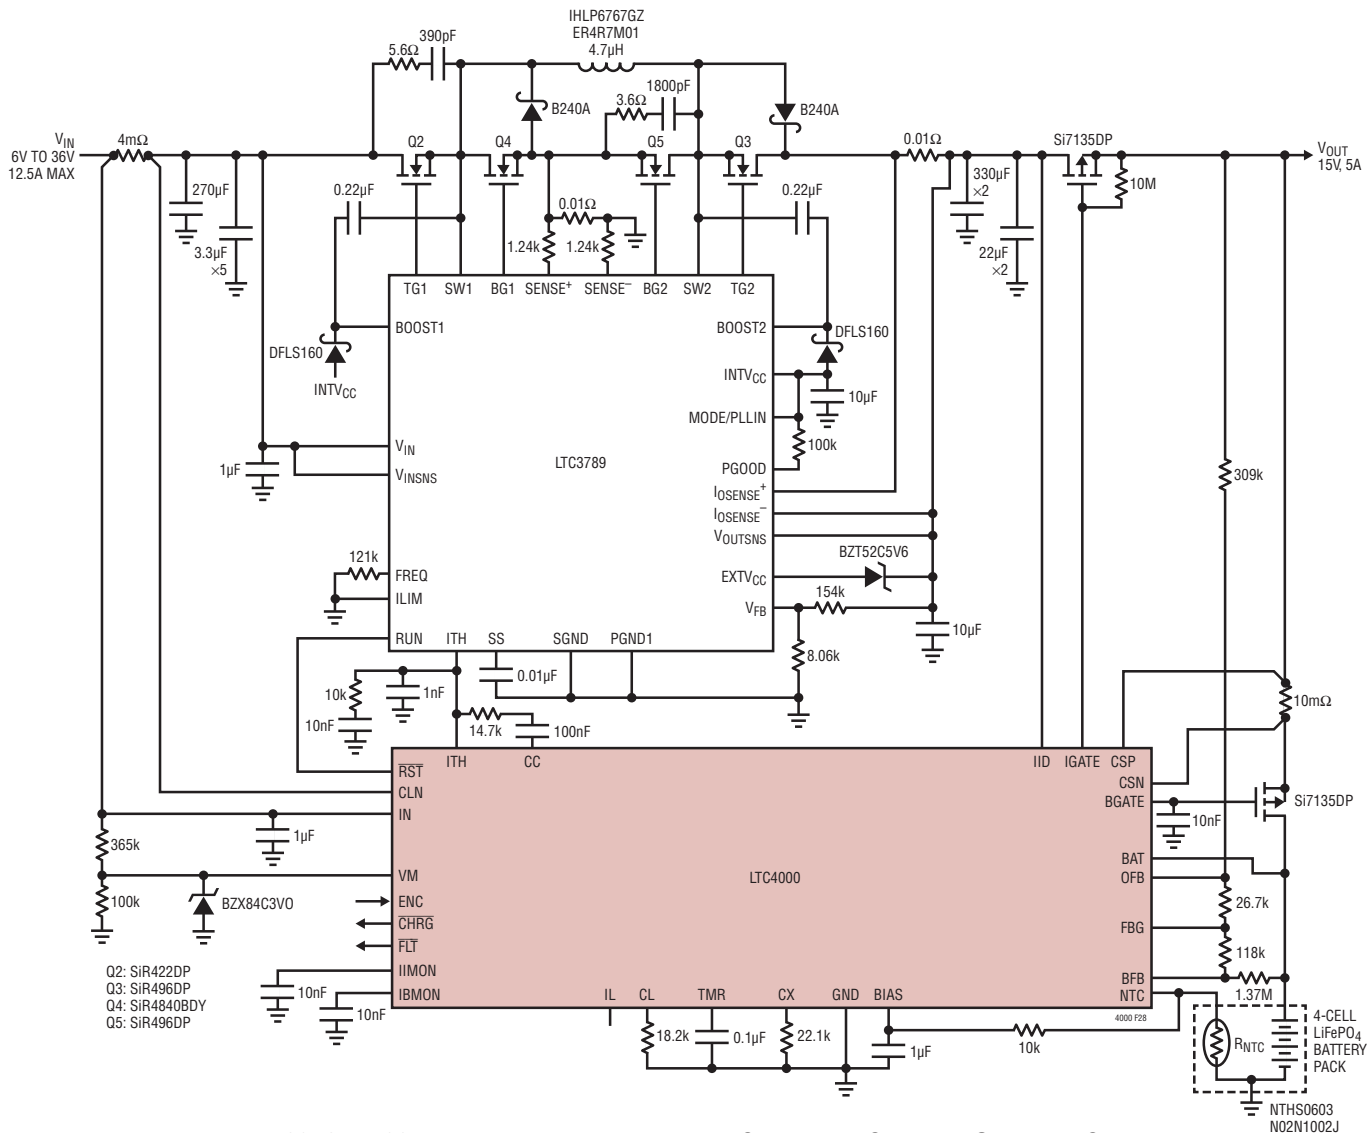 IHLP6767GZ
ER4R7M01
4.7µH
390pF
5.6Ω
1800pF
3.6Ω
B240A
B240A
VIN
6V TO 36V
12.5A MAX
4mΩ
Q2
Q4
Q5
Q3
0.01Ω
Si7135DP
VOUT
15V, 5A
270µF
3.3µF
×5
0.22µF
0.01Ω
1.24k
1.24k
0.22µF
330µF
×2
22µF
×2
10M
TG1
SW1
BG1
SENSE+
SENSE–
BG2
SW2
TG2
BOOST1
BOOST2
DFLS160
DFLS160
INTVCC
INTVCC
10µF
MODE/PLLIN
100k
VIN
LTC3789
PGOOD
1µF
VINSNS
IOSENSE+
309k
IOSENSE–
VOUTSNS
BZT52C5V6
121k
FREQ
EXTVCC
ILIM
154k
VFB
RUN
ITH
SS
SGND
PGND1
10µF
8.06k
0.01µF
10k
1nF
10nF
14.7k
100nF
10mΩ
RST
ITH
CC
IID
IGATE
CSP
CLN
CSN
IN
BGATE
Si7135DP
10nF
1µF
365k
BAT
VM
LTC4000
OFB
100k
BZX84C3VO
ENC
26.7k
CHRG
FBG
FLT
118k
IIMON
BFB
1.37M
Q2: SiR422DP
Q3: SiR496DP
Q4: SiR4840BDY
Q5: SiR496DP
10nF
IBMON
10nF
IL
CL
TMR
CX
GND
BIAS
NTC
4000 F28
18.2k
0.1µF
22.1k
1µF
10k
RNTC
4-CELL
LiFePO4
BATTERY
PACK
NTHS0603
N02N1002J